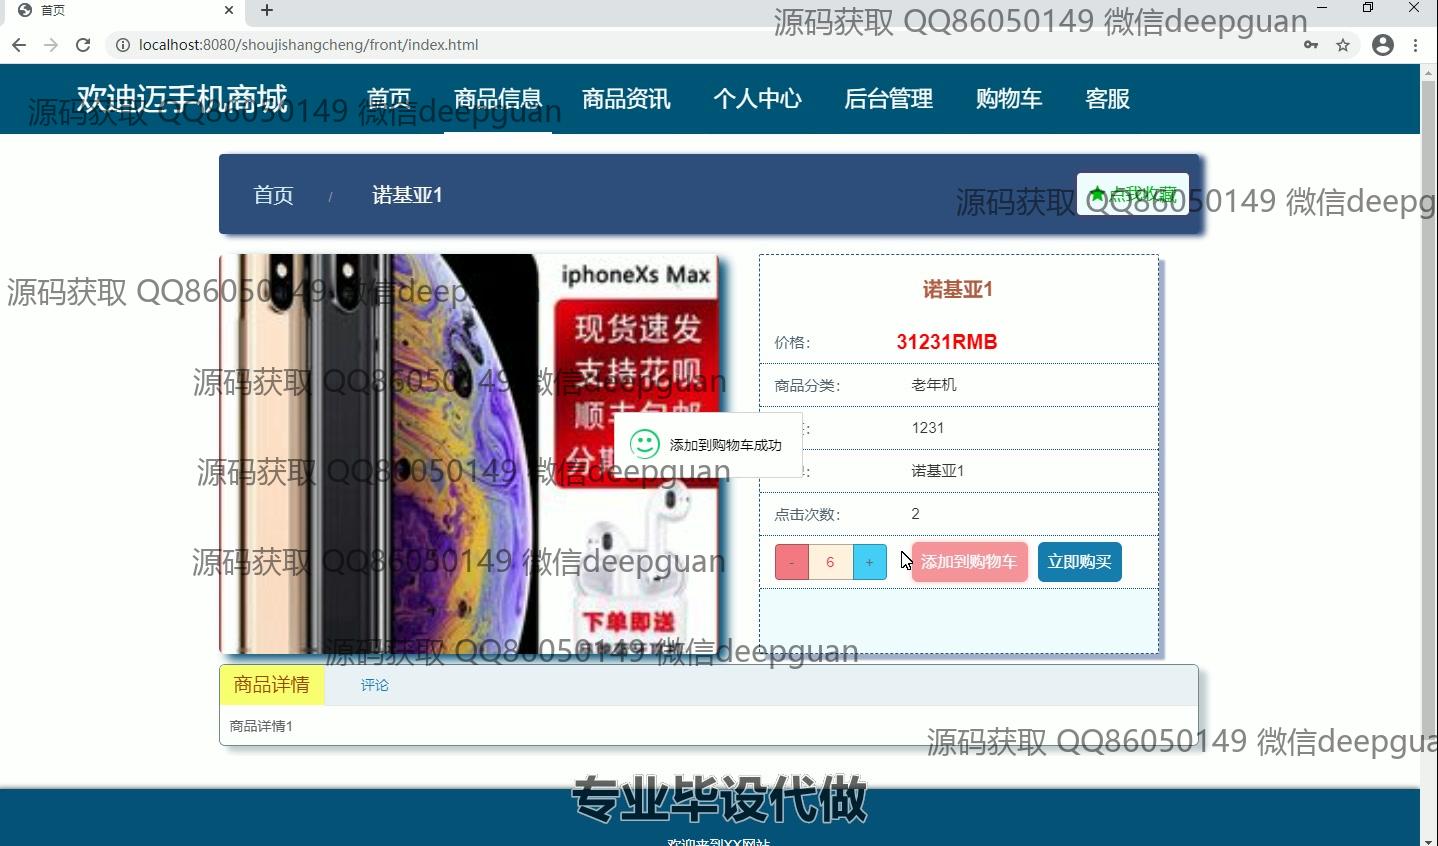 首页
localhost:8080/shoujishangcheng/front/index.html
源码获取 QQ86050149 微信deepguan
欢迪迈手机商城 首页 商品信息 商品资讯 个人中心 后台管理 购物车 客服
源码获取 QQ86050149 微信deepguan
首页 / 诺基亚1 ★点我收藏
源码获取 QQ86050149 微信deepg
iphoneXs Max
诺基亚1
源码获取 QQ86050149 微信deepguan
现货速发
价格： 31231RMB
支持花呗
商品分类： 老年机
源码获取 QQ86050149 微信deepguan
顺丰包邮
1231
添加到购物车成功
分期
诺基亚1
源码获取 QQ86050149 微信deepguan
点击次数： 2
- 6 + 添加到购物车 立即购买
源码获取 QQ86050149 微信deepguan
下单即送
源码获取 QQ86050149 微信deepguan
商品详情 评论
商品详情1
源码获取 QQ86050149 微信deepgua
专业毕设代做
欢迎来到XX网站